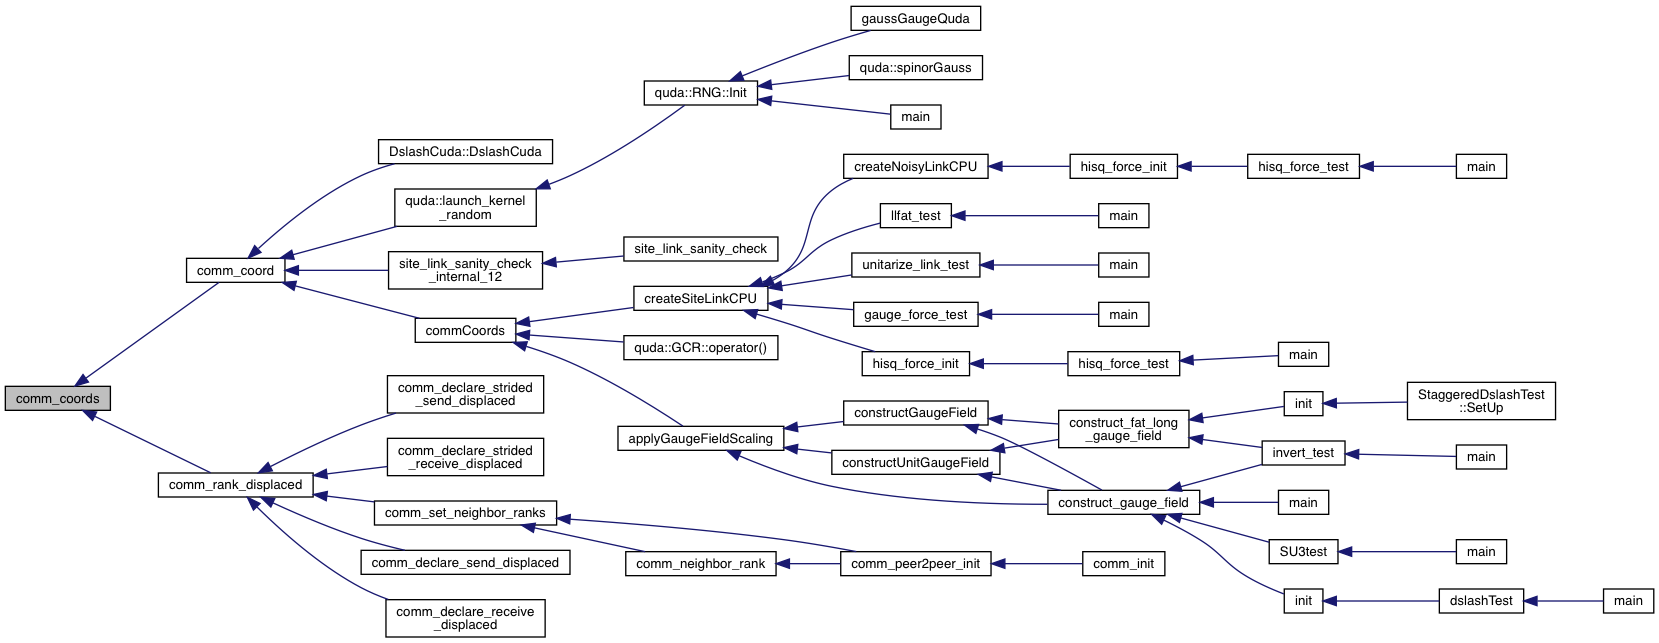 gaussGaugeQuda
quda::spinorGauss
quda::RNG::Init
main
DslashCuda::DslashCuda
createNoisyLinkCPU
hisq_force_init
hisq_force_test
main
quda::launch_kernel
_random
llfat_test
main
site_link_sanity_check
comm_coord
site_link_sanity_check
_internal_12
unitarize_link_test
main
createSiteLinkCPU
gauge_force_test
main
commCoords
quda::GCR::operator()
hisq_force_init
hisq_force_test
main
comm_coords
comm_declare_strided
_send_displaced
constructGaugeField
init
StaggeredDslashTest
::SetUp
applyGaugeFieldScaling
construct_fat_long
_gauge_field
comm_declare_strided
_receive_displaced
constructUnitGaugeField
invert_test
main
comm_rank_displaced
comm_set_neighbor_ranks
construct_gauge_field
main
comm_declare_send_displaced
comm_neighbor_rank
comm_peer2peer_init
comm_init
SU3test
main
comm_declare_receive
_displaced
init
dslashTest
main